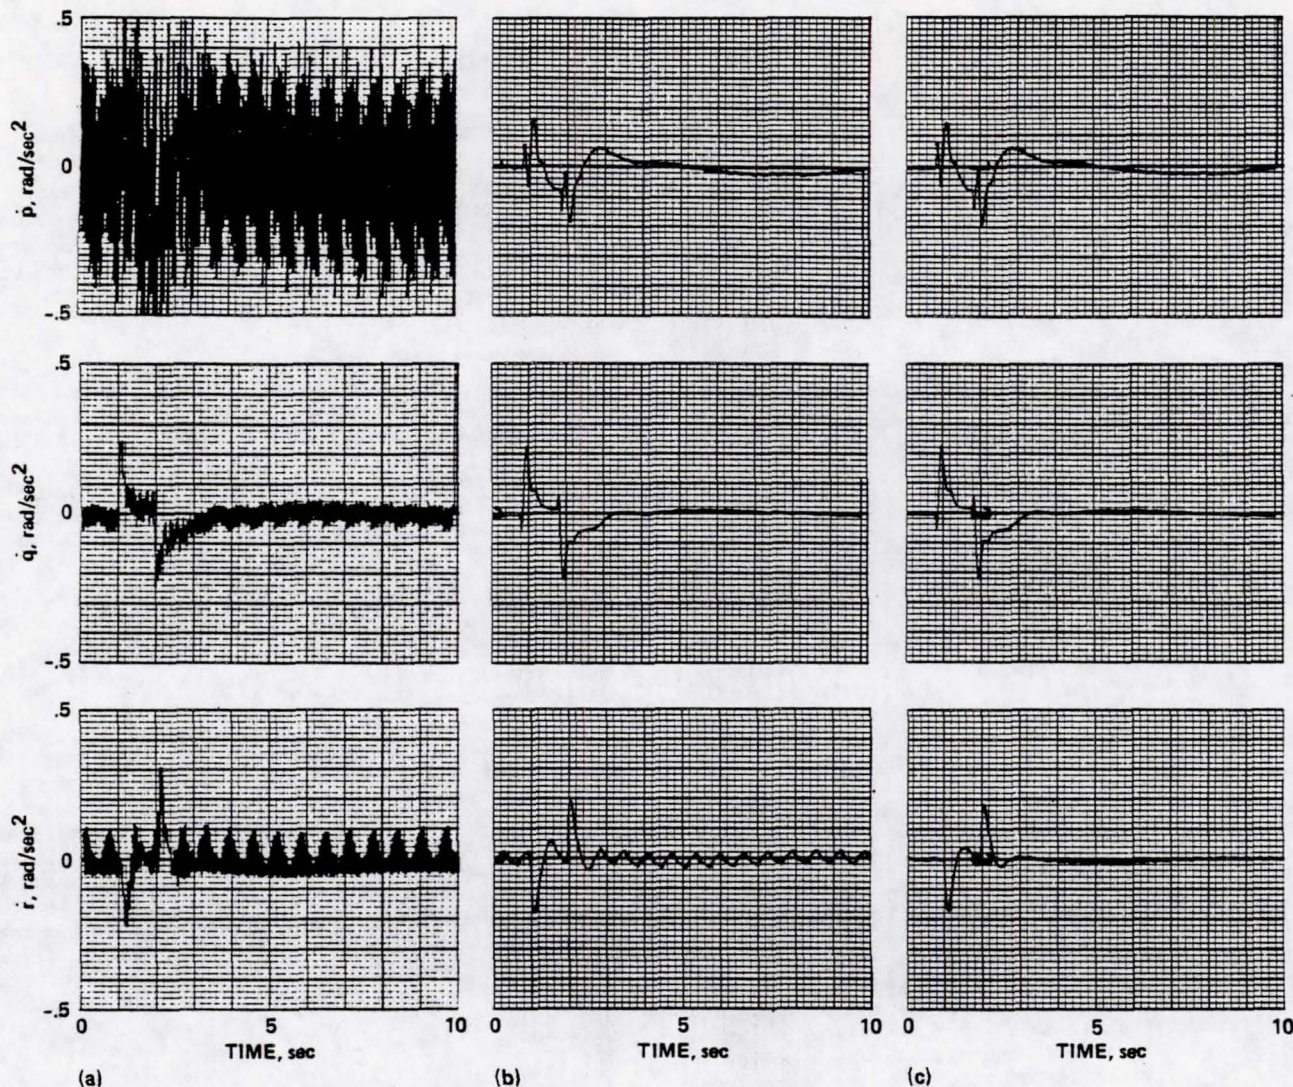 .5
0
-.5
ṗ, rad/sec²
.5
0
-.5
q̇, rad/sec²
.5
0
-.5
ṙ, rad/sec²
0 5 10
0 5 10
0 5 10
TIME, sec
TIME, sec
TIME, sec
(a)
(b)
(c)